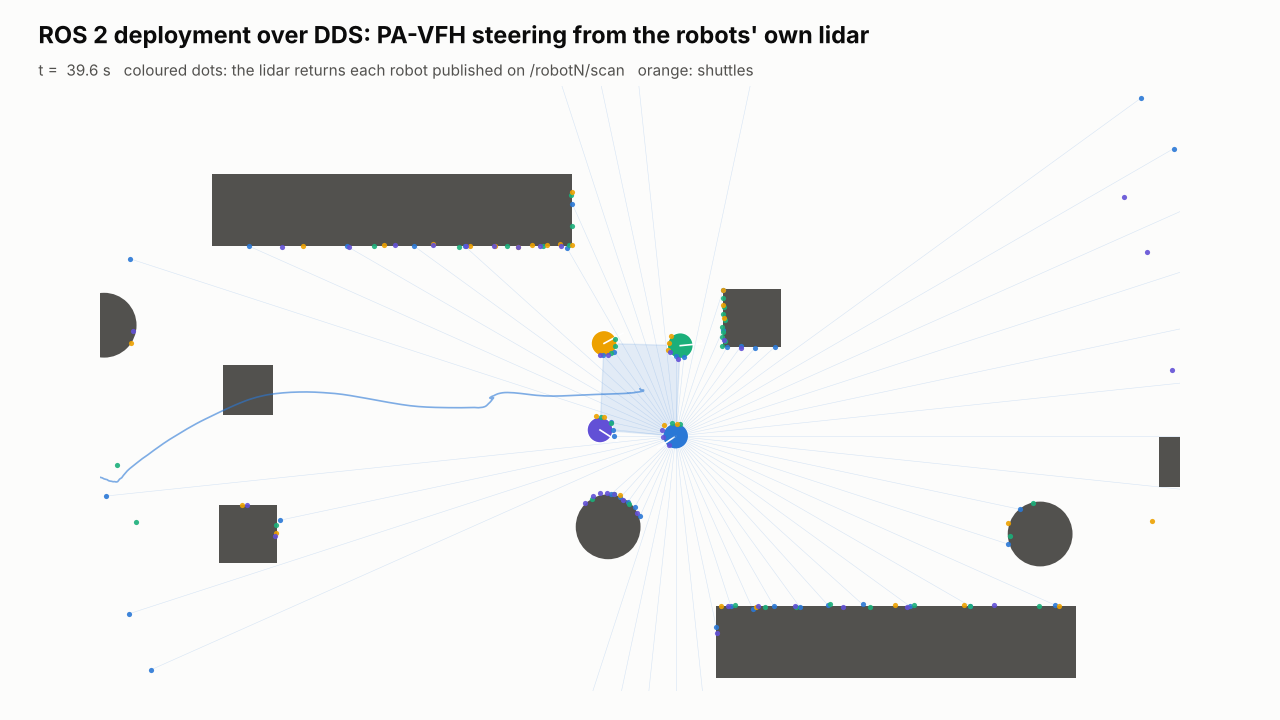 ROS 2 deployment over DDS: PA-VFH steering from the robots' own lidar
t =  39.6 s   coloured dots: the lidar returns each robot published on /robotN/scan   orange: shuttles